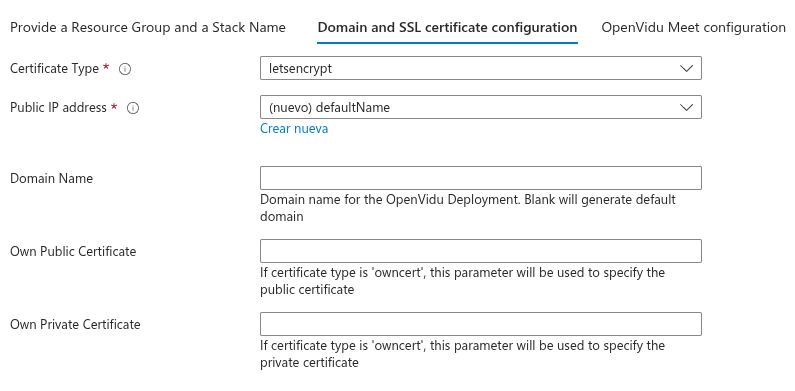 Provide a Resource Group and a Stack Name Domain and SSL certificate configuration OpenVidu Meet configuration
Certificate Type * letsencrypt
Public IP address * (nuevo) defaultName
Crear nueva
Domain Name
Domain name for the OpenVidu Deployment. Blank will generate default
domain
Own Public Certificate
If certificate type is 'owncert', this parameter will be used to specify the
public certificate
Own Private Certificate
If certificate type is 'owncert', this parameter will be used to specify the
private certificate